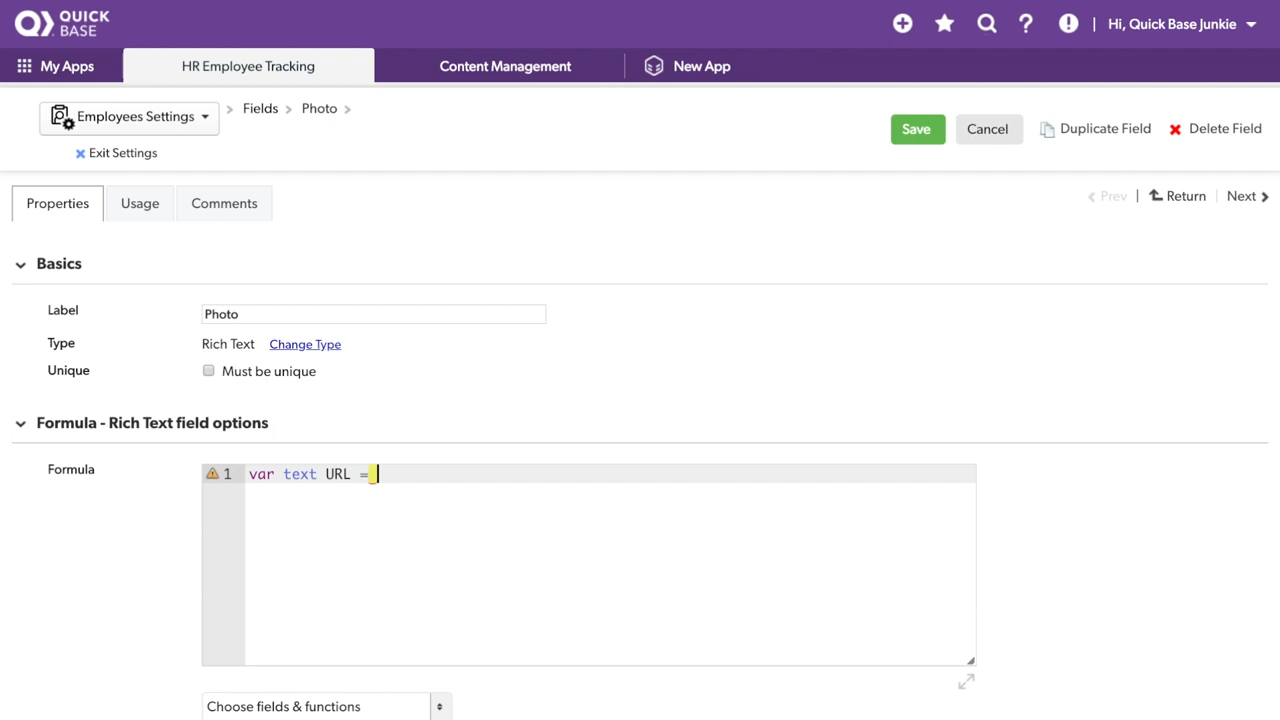 QUICK
BASE
Hi, Quick Base Junkie
My Apps
HR Employee Tracking
Content Management
New App
Employees Settings
Fields
Photo
Save
Cancel
Duplicate Field
Delete Field
Exit Settings
Properties
Usage
Comments
Prev
Return
Next
Basics
Label
Photo
Type
Rich Text
Change Type
Unique
Must be unique
Formula - Rich Text field options
Formula
1
var text URL =
Choose fields & functions